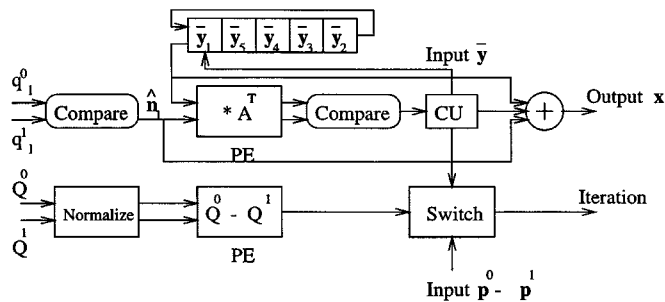 ȳ₁ ȳ₅ ȳ₄ ȳ₃ ȳ₂
Input ȳ
q⁰₁
q¹₁
Compare
n̂₁
* Aᵀ
PE
Compare
CU
+
Output x
Q⁰
Q¹
Normalize
Q⁰ - Q¹
PE
Switch
Iteration
Input p⁰ - p¹